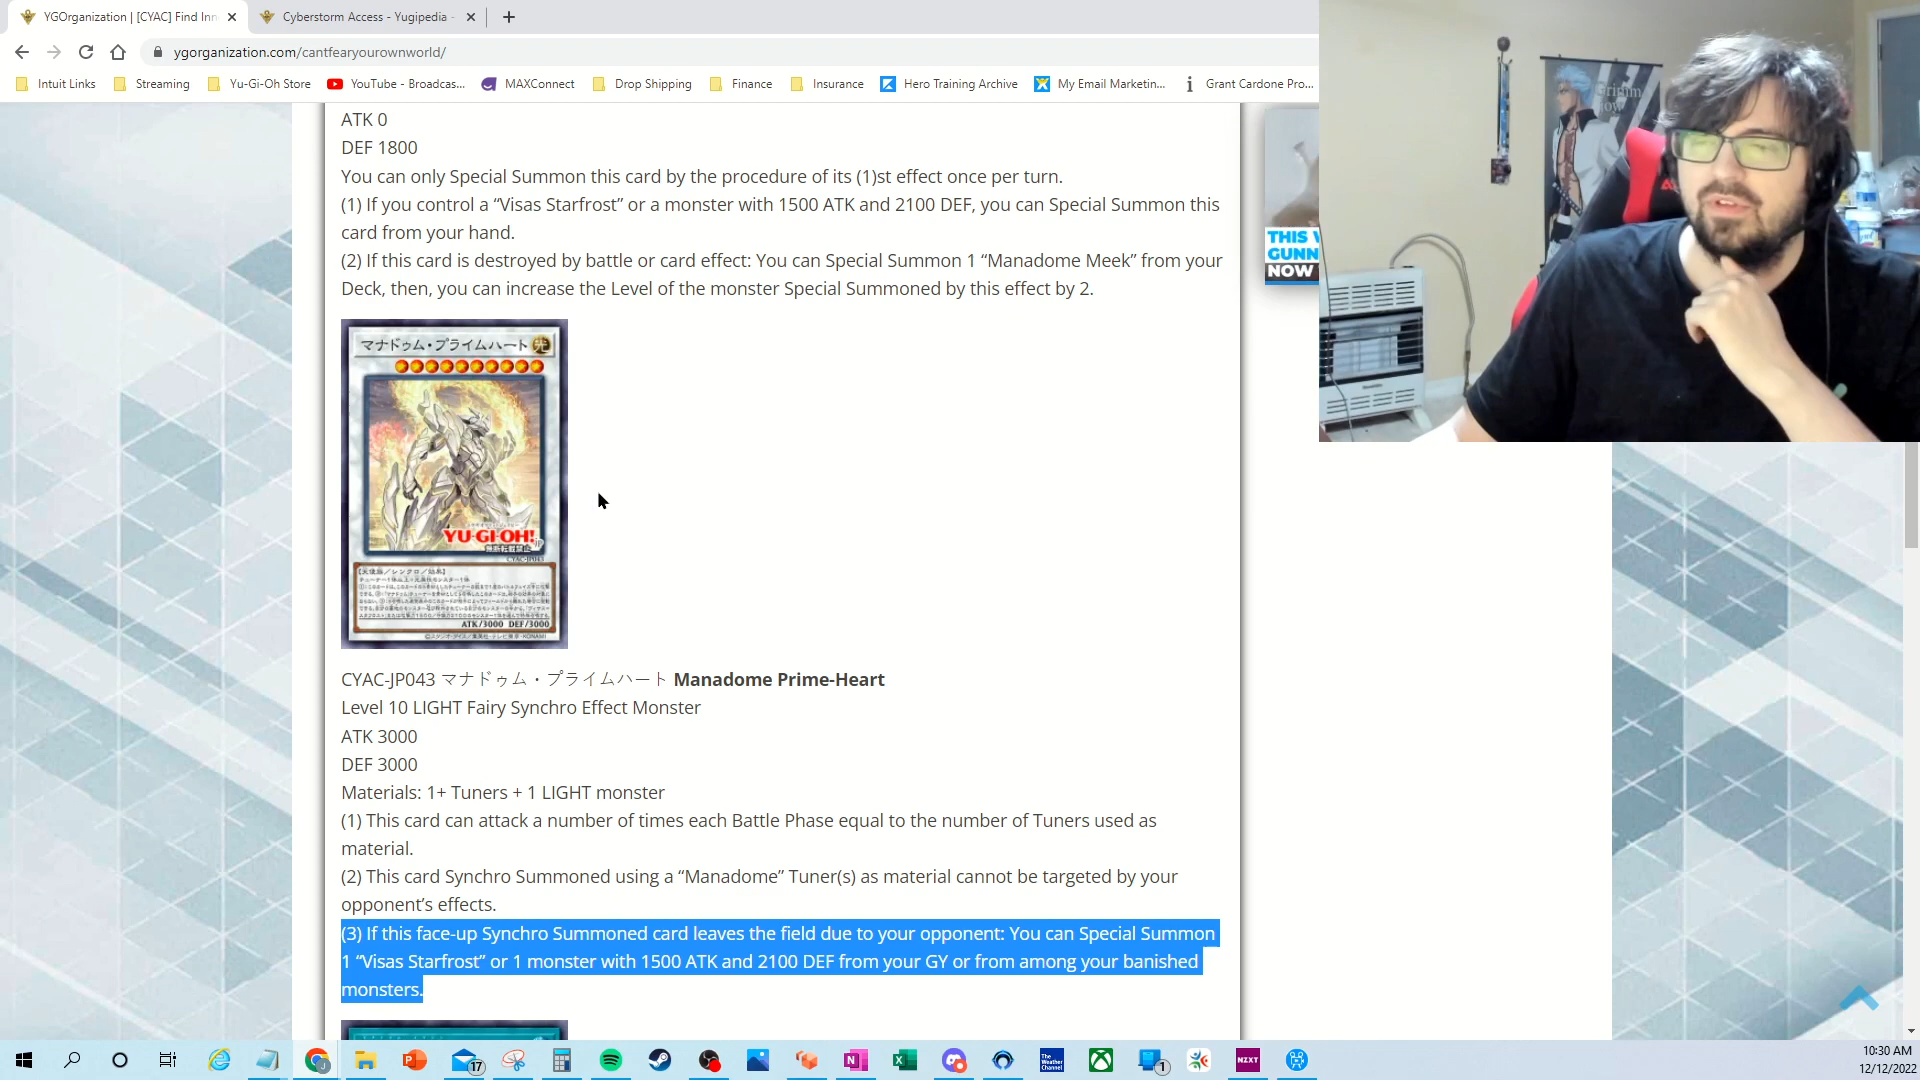 YGOrganization | [CYAC] Find Inn
Cyberstorm Access - Yugipedia -
ygorganization.com/cantfearyourownworld/
Intuit Links
Streaming
Yu-Gi-Oh Store
YouTube - Broadcas...
MAXConnect
Drop Shipping
Finance
Insurance
Hero Training Archive
My Email Marketin...
Grant Cardone Pro...
ATK 0
DEF 1800
You can only Special Summon this card by the procedure of its (1)st effect once per turn.
(1) If you control a “Visas Starfrost” or a monster with 1500 ATK and 2100 DEF, you can Special Summon this
card from your hand.
(2) If this card is destroyed by battle or card effect: You can Special Summon 1 “Manadome Meek” from your
Deck, then, you can increase the Level of the monster Special Summoned by this effect by 2.
THIS
GUNN
NOW
マナドゥム・プライムハート
光
YU-GI-OH!
CYAC-JP043
ATK/3000 DEF/3000
CYAC-JP043 マナドゥム・プライムハート Manadome Prime-Heart
Level 10 LIGHT Fairy Synchro Effect Monster
ATK 3000
DEF 3000
Materials: 1+ Tuners + 1 LIGHT monster
(1) This card can attack a number of times each Battle Phase equal to the number of Tuners used as
material.
(2) This card Synchro Summoned using a “Manadome” Tuner(s) as material cannot be targeted by your
opponent’s effects.
(3) If this face-up Synchro Summoned card leaves the field due to your opponent: You can Special Summon
1 “Visas Starfrost” or 1 monster with 1500 ATK and 2100 DEF from your GY or from among your banished
monsters.
17
The Weather Channel
1
NZXT
10:30 AM
12/12/2022